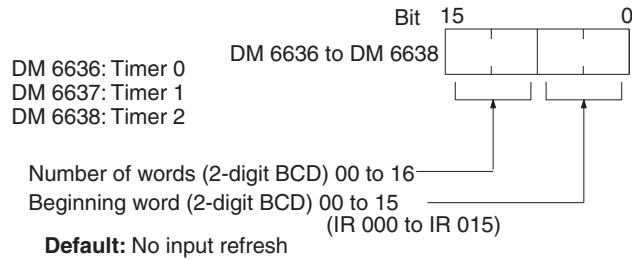 Bit 15 0
DM 6636 to DM 6638
DM 6636: Timer 0
DM 6637: Timer 1
DM 6638: Timer 2
Number of words (2-digit BCD) 00 to 16
Beginning word (2-digit BCD) 00 to 15
(IR 000 to IR 015)
Default: No input refresh